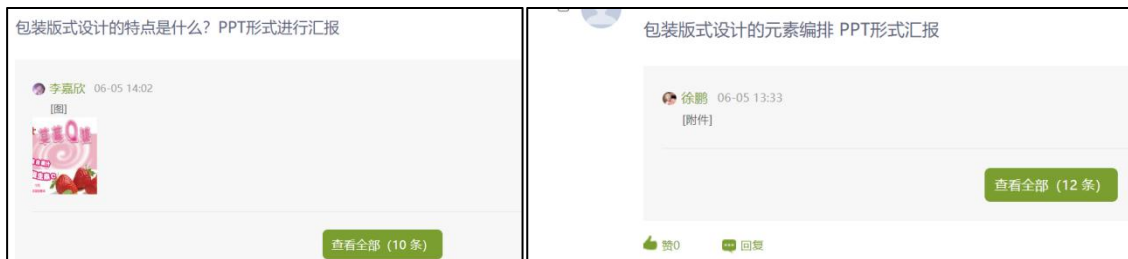 包装版式设计的特点是什么？PPT形式进行汇报
李嘉欣 06-05 14:02
[图]
查看全部 (10 条)
包装版式设计的元素编排 PPT形式汇报
徐鹏 06-05 13:33
[附件]
查看全部 (12 条)
赞0 回复